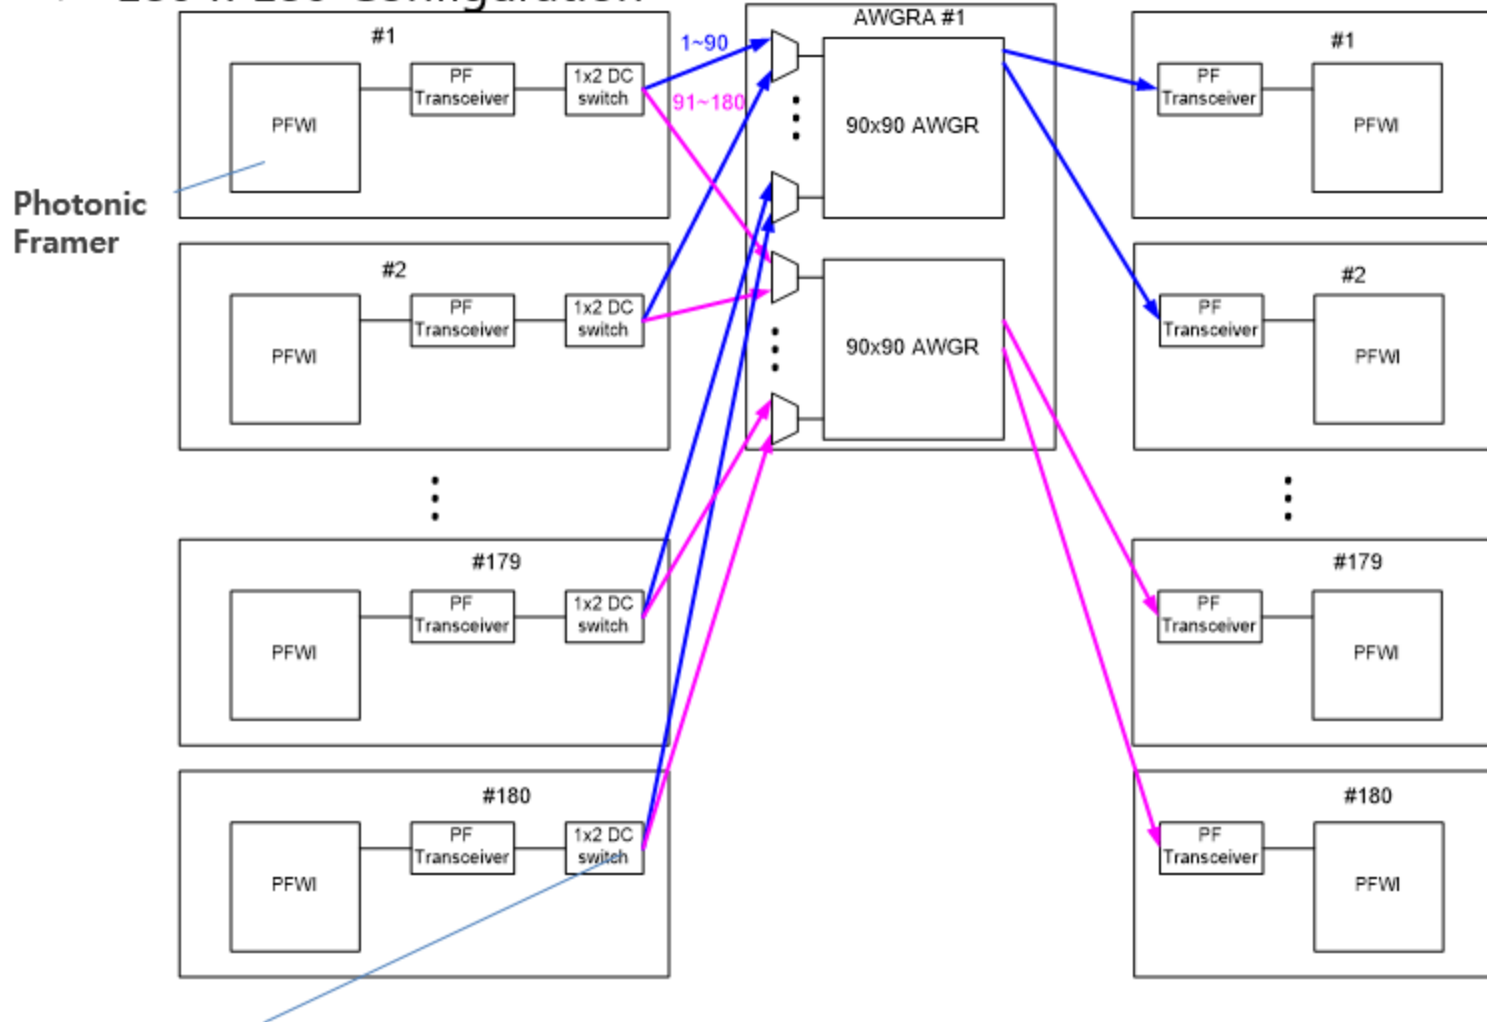 #1
PFWI
PF
Transceiver
1x2 DC
switch
1~90
91~180
AWGRA #1
90x90 AWGR
#1
PF
Transceiver
PFWI
Photonic
Framer
#2
PFWI
PF
Transceiver
1x2 DC
switch
90x90 AWGR
#2
PF
Transceiver
PFWI
#179
PFWI
PF
Transceiver
1x2 DC
switch
#179
PF
Transceiver
PFWI
#180
PFWI
PF
Transceiver
1x2 DC
switch
#180
PF
Transceiver
PFWI